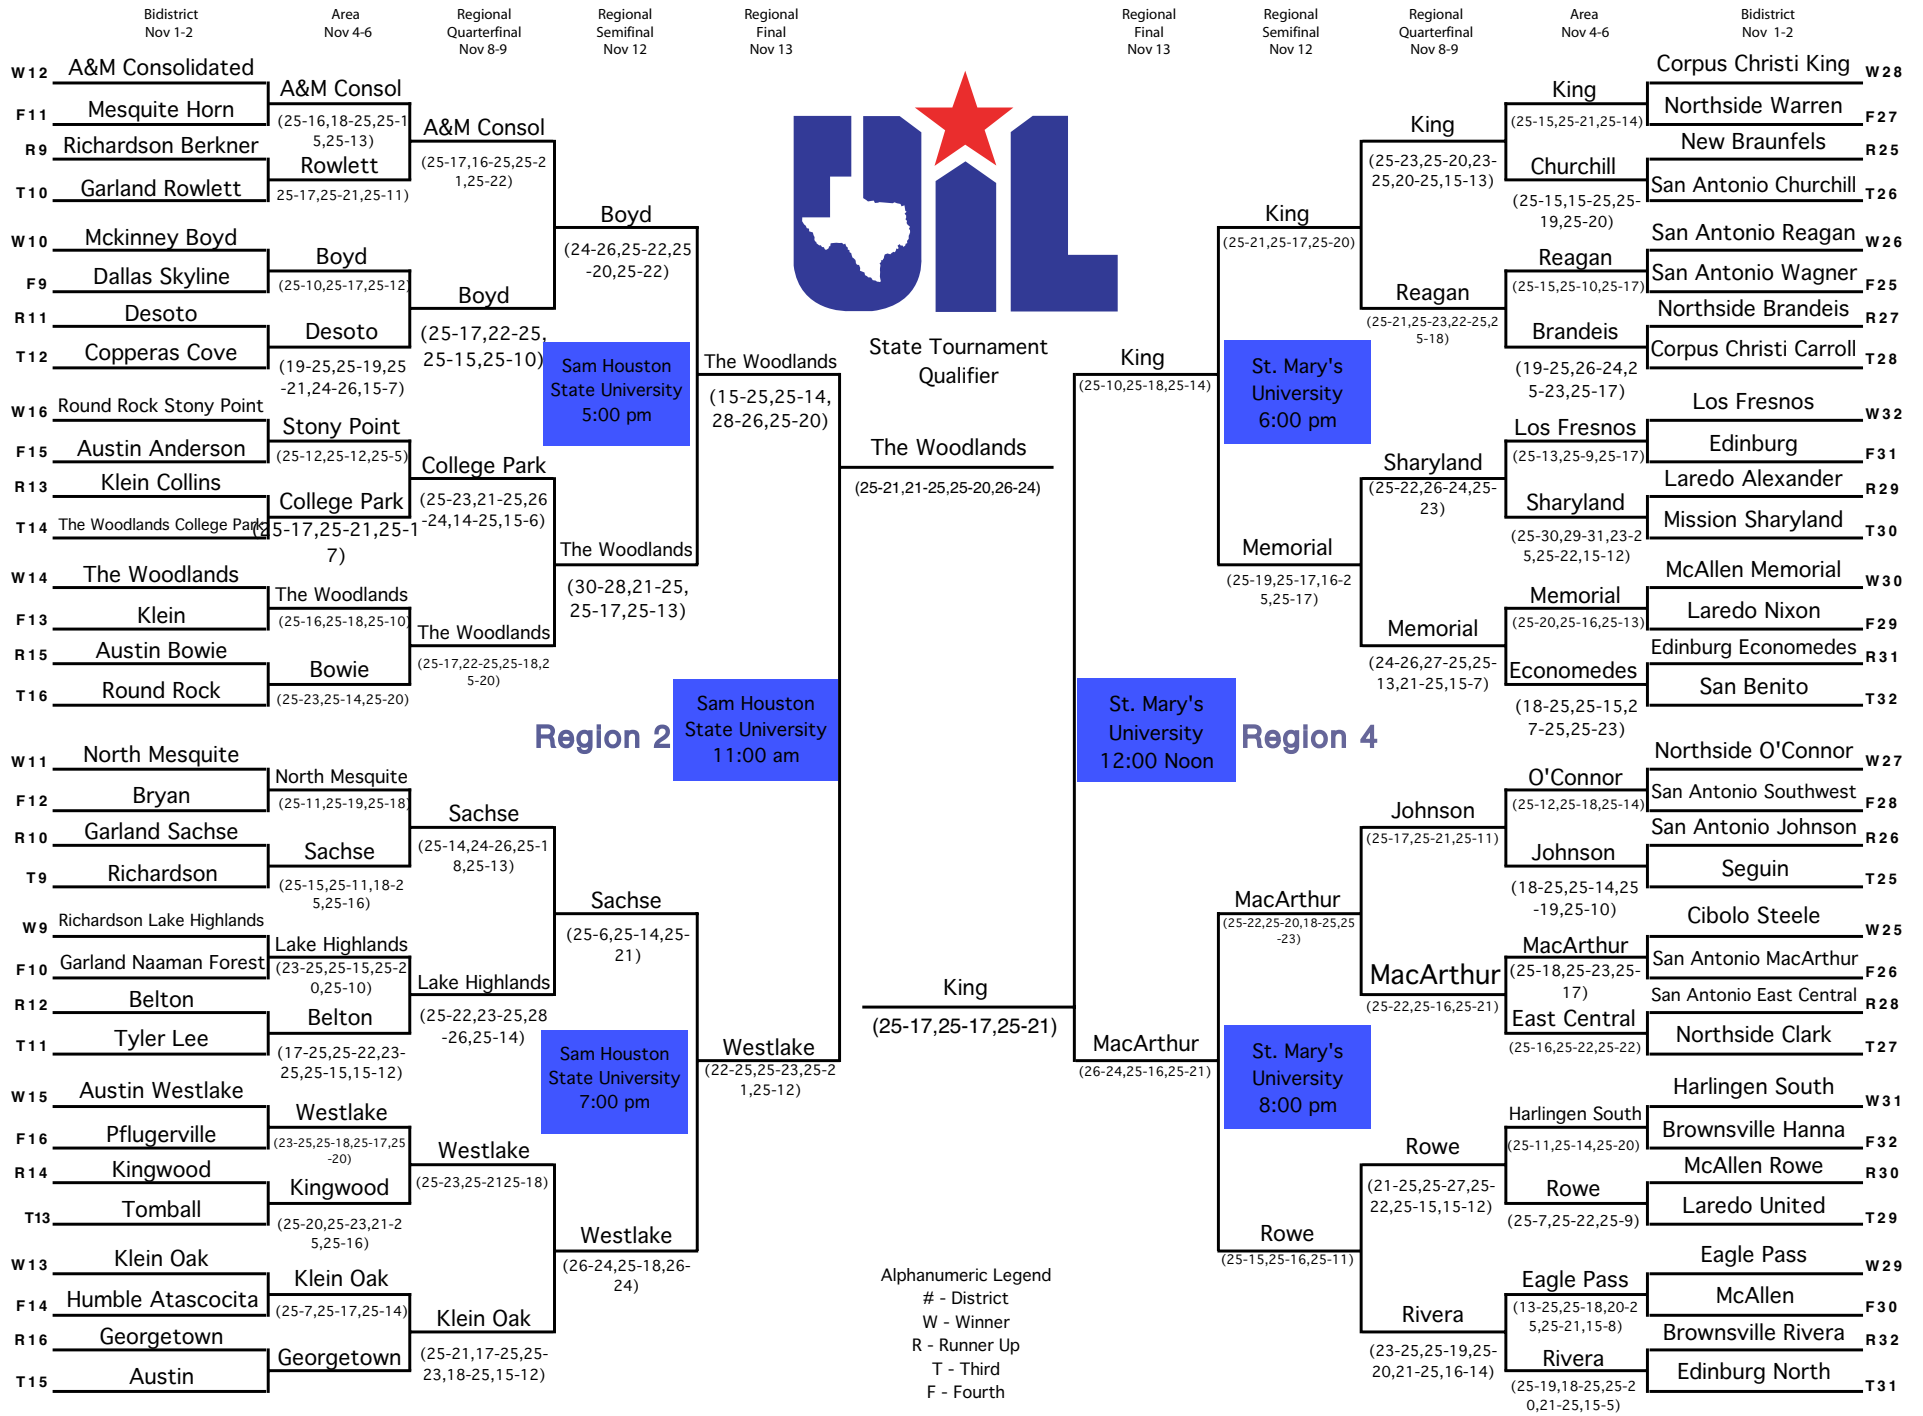 Bidistrict
Nov 1-2
Area
Nov 4-6
Regional
Quarterfinal
Nov 8-9
Regional
Semifinal
Nov 12
Regional
Final
Nov 13
Regional
Final
Nov 13
Regional
Semifinal
Nov 12
Regional
Quarterfinal
Nov 8-9
Area
Nov 4-6
Bidistrict
Nov 1-2
W12 A&M Consolidated
F11 Mesquite Horn
R9 Richardson Berkner
T10 Garland Rowlett
W10 Mckinney Boyd
F9 Dallas Skyline
R11 Desoto
T12 Copperas Cove
W16 Round Rock Stony Point
F15 Austin Anderson
R13 Klein Collins
T14 The Woodlands College Park
W14 The Woodlands
F13 Klein
R15 Austin Bowie
T16 Round Rock
W11 North Mesquite
F12 Bryan
R10 Garland Sachse
T9 Richardson
W9 Richardson Lake Highlands
F10 Garland Naaman Forest
R12 Belton
T11 Tyler Lee
W15 Austin Westlake
F16 Pflugerville
R14 Kingwood
T13 Tomball
W13 Klein Oak
F14 Humble Atascocita
R16 Georgetown
T15 Austin
A&M Consol
(25-16,18-25,25-1
5,25-13)
Rowlett
25-17,25-21,25-11)
Boyd
(25-10,25-17,25-12)
Desoto
(19-25,25-19,25
-21,24-26,15-7)
Stony Point
(25-12,25-12,25-5)
College Park
(25-17,25-21,25-1
7)
The Woodlands
(25-16,25-18,25-10)
Bowie
(25-23,25-14,25-20)
North Mesquite
(25-11,25-19,25-18)
Sachse
(25-15,25-11,18-2
5,25-16)
Lake Highlands
(23-25,25-15,25-2
0,25-10)
Belton
(17-25,25-22,23-
25,25-15,15-12)
Westlake
(23-25,25-18,25-17,25
-20)
Kingwood
(25-20,25-23,21-2
5,25-16)
Klein Oak
(25-7,25-17,25-14)
Georgetown
A&M Consol
(25-17,16-25,25-2
1,25-22)
Boyd
(25-17,22-25,
25-15,25-10)
College Park
(25-23,21-25,26
-24,14-25,15-6)
The Woodlands
(25-17,22-25,25-18,2
5-20)
Sachse
(25-14,24-26,25-1
8,25-13)
Lake Highlands
(25-22,23-25,28
-26,25-14)
Westlake
(25-23,25-2125-18)
Klein Oak
(25-21,17-25,25-
23,18-25,15-12)
Boyd
(24-26,25-22,25
-20,25-22)
Sam Houston
State University
5:00 pm
The Woodlands
(30-28,21-25,
25-17,25-13)
Region 2
Sachse
(25-6,25-14,25-
21)
Sam Houston
State University
7:00 pm
Westlake
(26-24,25-18,26-
24)
The Woodlands
(15-25,25-14,
28-26,25-20)
Sam Houston
State University
11:00 am
Westlake
(22-25,25-23,25-2
1,25-12)
UIL
State Tournament
Qualifier
The Woodlands
(25-21,21-25,25-20,26-24)
King
(25-17,25-17,25-21)
Alphanumeric Legend
# - District
W - Winner
R - Runner Up
T - Third
F - Fourth
King
(25-10,25-18,25-14)
St. Mary's
University
12:00 Noon
MacArthur
(26-24,25-16,25-21)
King
(25-21,25-17,25-20)
St. Mary's
University
6:00 pm
Memorial
(25-19,25-17,16-2
5,25-17)
Region 4
MacArthur
(25-22,25-20,18-25,25
-23)
St. Mary's
University
8:00 pm
Rowe
(25-15,25-16,25-11)
King
(25-23,25-20,23-
25,20-25,15-13)
Reagan
(25-21,25-23,22-25,2
5-18)
Sharyland
(25-22,26-24,25-
23)
Memorial
(24-26,27-25,25-
13,21-25,15-7)
Johnson
(25-17,25-21,25-11)
MacArthur
(25-22,25-16,25-21)
Rowe
(21-25,25-27,25-
22,25-15,15-12)
Rivera
(23-25,25-19,25-
20,21-25,16-14)
King
(25-15,25-21,25-14)
Churchill
(25-15,15-25,25-
19,25-20)
Reagan
(25-15,25-10,25-17)
Brandeis
(19-25,26-24,2
5-23,25-17)
Los Fresnos
(25-13,25-9,25-17)
Sharyland
(25-30,29-31,23-2
5,25-22,15-12)
Memorial
(25-20,25-16,25-13)
Economedes
(18-25,25-15,2
7-25,25-23)
O'Connor
(25-12,25-18,25-14)
Johnson
(18-25,25-14,25
-19,25-10)
MacArthur
(25-18,25-23,25-
17)
East Central
(25-16,25-22,25-22)
Harlingen South
(25-11,25-14,25-20)
Rowe
(25-7,25-22,25-9)
Eagle Pass
(13-25,25-18,20-2
5,25-21,15-8)
Rivera
(25-19,18-25,25-2
0,21-25,15-5)
Corpus Christi King W28
Northside Warren F27
New Braunfels R25
San Antonio Churchill T26
San Antonio Reagan W26
San Antonio Wagner F25
Northside Brandeis R27
Corpus Christi Carroll T28
Los Fresnos W32
Edinburg F31
Laredo Alexander R29
Mission Sharyland T30
McAllen Memorial W30
Laredo Nixon F29
Edinburg Economedes R31
San Benito T32
Northside O'Connor W27
San Antonio Southwest F28
San Antonio Johnson R26
Seguin T25
Cibolo Steele W25
San Antonio MacArthur F26
San Antonio East Central R28
Northside Clark T27
Harlingen South W31
Brownsville Hanna F32
McAllen Rowe R30
Laredo United T29
Eagle Pass W29
McAllen F30
Brownsville Rivera R32
Edinburg North T31